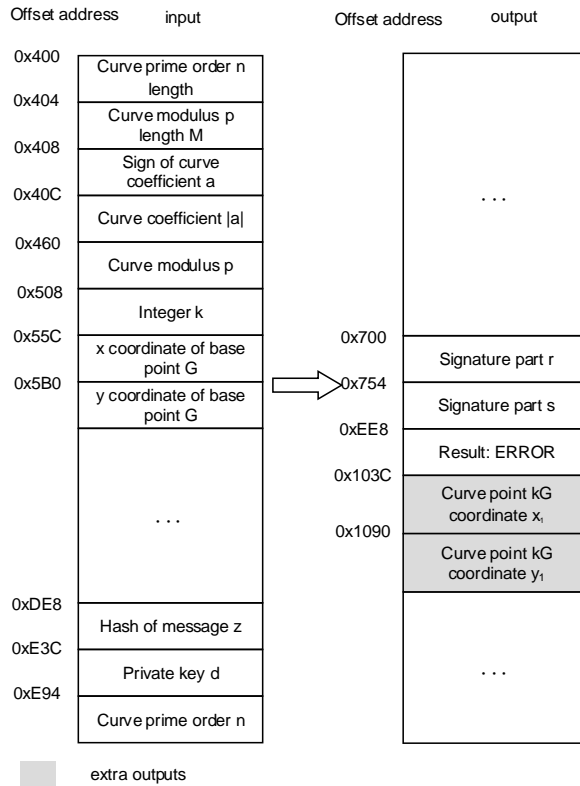 Offset address
input
0x400
Curve prime order n
length
0x404
Curve modulus p
length M
0x408
Sign of curve
coefficient a
0x40C
Curve coefficient |a|
0x460
Curve modulus p
0x508
Integer k
0x55C
x coordinate of base
point G
0x5B0
y coordinate of base
point G
...
0xDE8
Hash of message z
0xE3C
Private key d
0xE94
Curve prime order n
Offset address
output
...
0x700
Signature part r
0x754
Signature part s
0xEE8
Result: ERROR
0x103C
Curve point kG
coordinate x₁
0x1090
Curve point kG
coordinate y₁
...
extra outputs